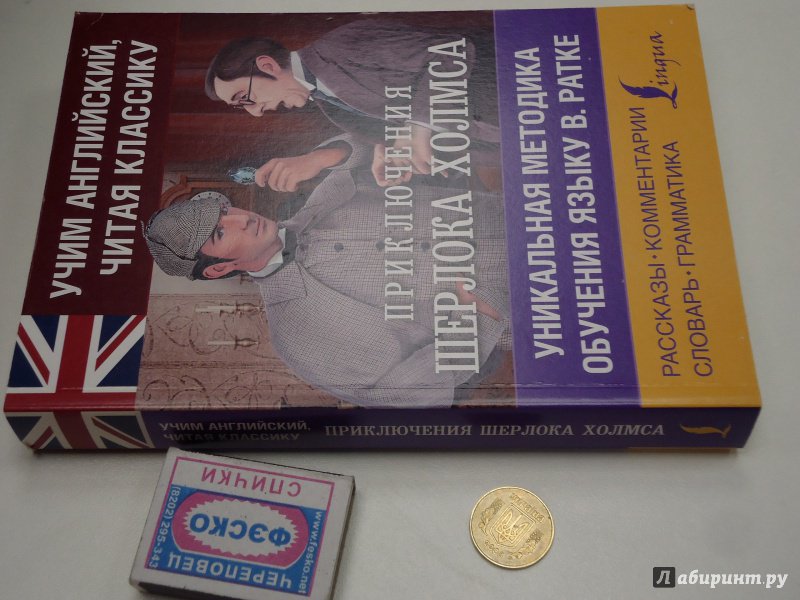 УЧИМ АНГЛИЙСКИЙ,
ЧИТАЯ КЛАССИКУ
ПРИКЛЮЧЕНИЯ
ШЕРЛОКА ХОЛМСА
УНИКАЛЬНАЯ МЕТОДИКА
ОБУЧЕНИЯ ЯЗЫКУ В. РАТКЕ
РАССКАЗЫ • КОММЕНТАРИИ
СЛОВАРЬ • ГРАММАТИКА
Lingua
УЧИМ АНГЛИЙСКИЙ,
ЧИТАЯ КЛАССИКУ
ПРИКЛЮЧЕНИЯ ШЕРЛОКА ХОЛМСА
ЧЕРЕПОВЕЦ
www.fesko.net
ФЭСКО
(8202) 295-343
СПИЧКИ
УКРАЇНА
Лабиринт.ру